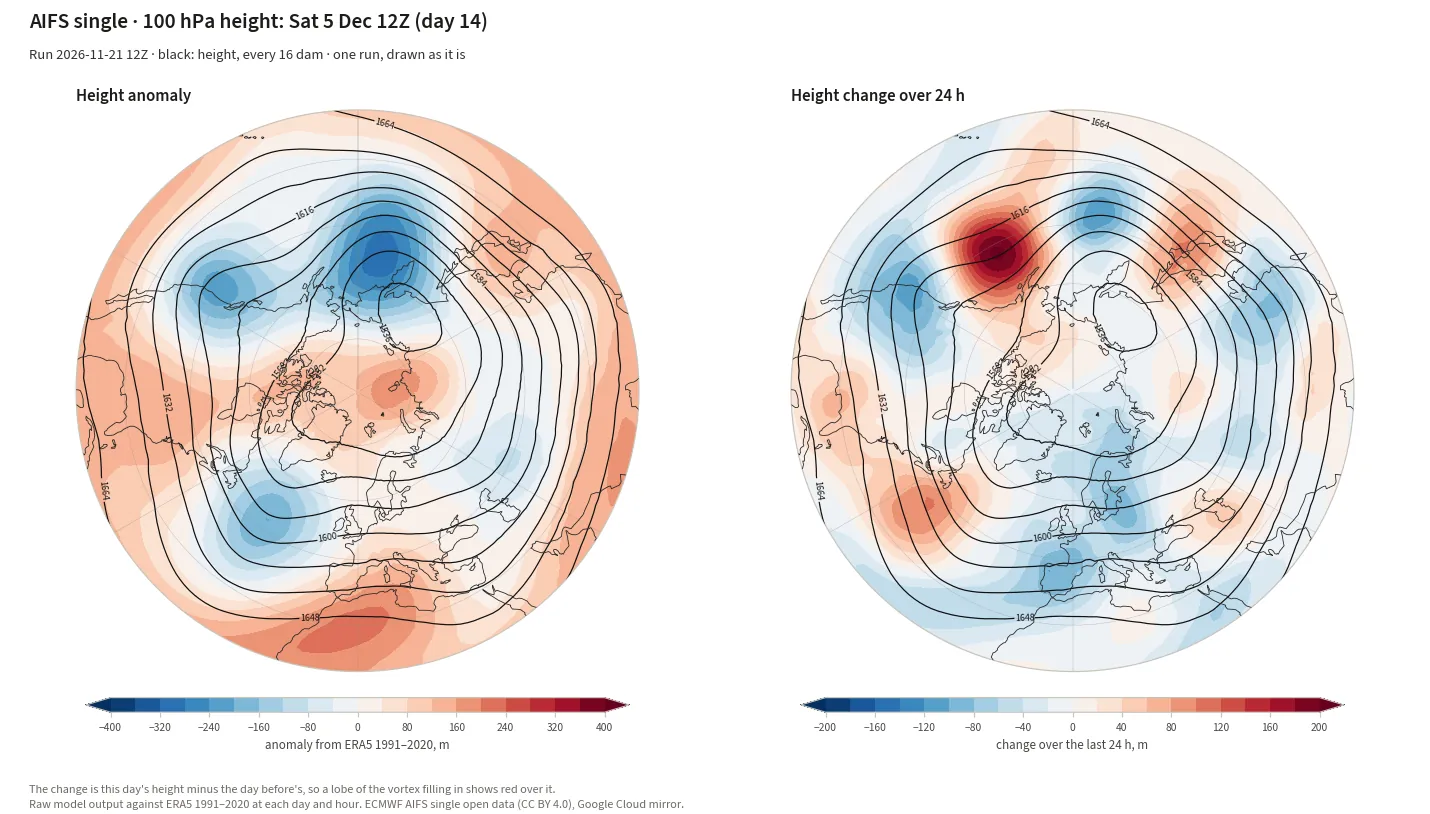 AIFS single · 100 hPa height: Sat 5 Dec 12Z (day 14)
Run 2026-11-21 12Z · black: height, every 16 dam · one run, drawn as it is
Height anomaly
Height change over 24 h
1664
1616
1584
1536
1568
1632
1664
1600
1648
1664
1616
1584
1536
1568
1632
1664
1600
1648
−400 −320 −240 −160 −80 0 80 160 240 320 400
anomaly from ERA5 1991–2020, m
−200 −160 −120 −80 −40 0 40 80 120 160 200
change over the last 24 h, m
The change is this day's height minus the day before's, so a lobe of the vortex filling in shows red over it.
Raw model output against ERA5 1991–2020 at each day and hour. ECMWF AIFS single open data (CC BY 4.0), Google Cloud mirror.